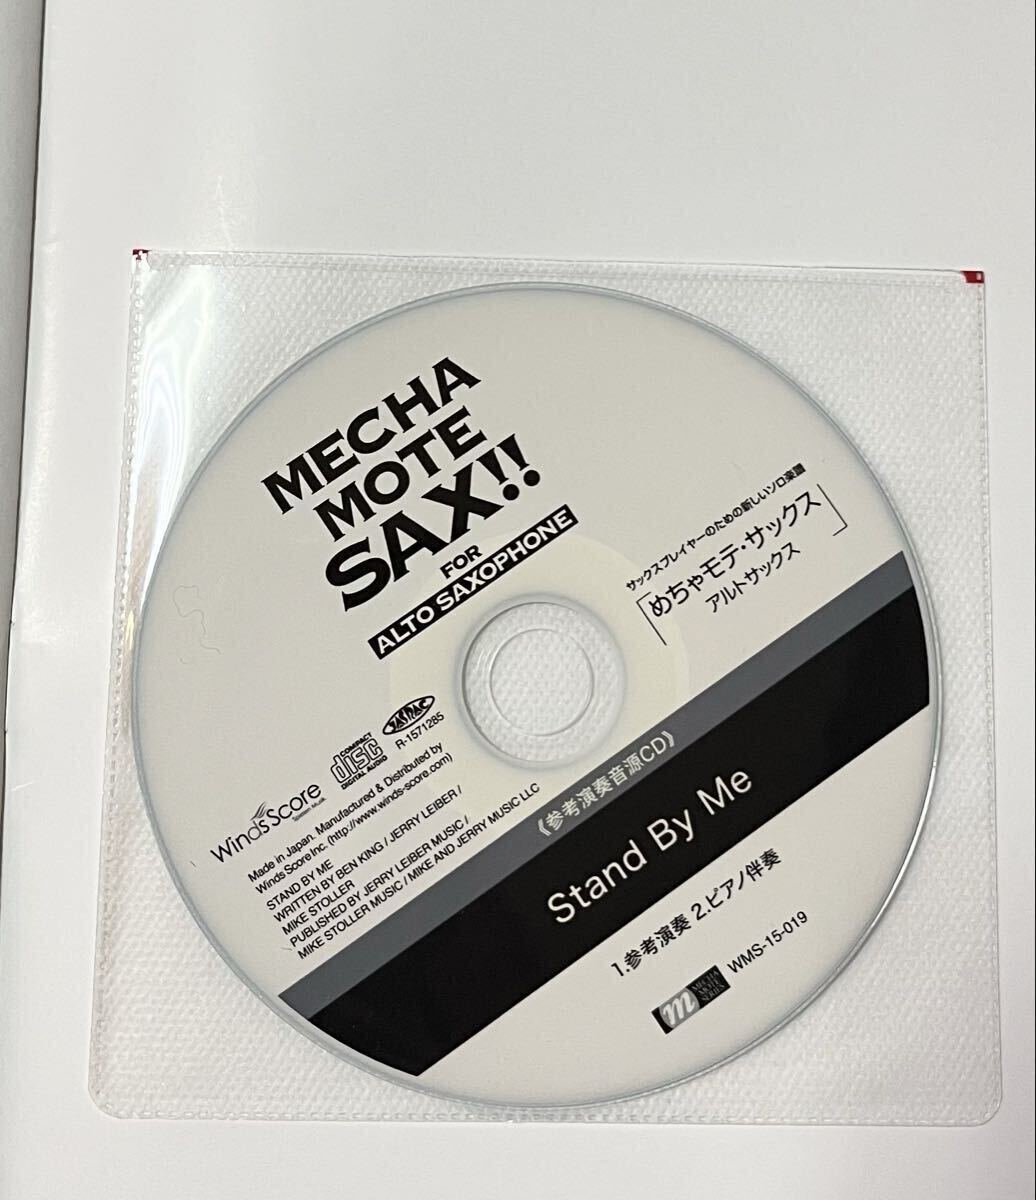 MECHA
MOTE
SAX!!
FOR
ALTO SAXOPHONE
サックスプレイヤーのための新しいソロ楽譜
「めちゃモテ・サックス
アルトサックス」
JASRAC
R-1571285
COMPACT
disc
DIGITAL AUDIO
WindsScore
Made in Japan. Manufactured & Distributed by
Winds Score Inc. (http://www.winds-score.com)
STAND BY ME
WRITTEN BY BEN KING / JERRY LEIBER /
MIKE STOLLER
PUBLISHED BY JERRY LEIBER MUSIC /
MIKE STOLLER MUSIC / MIKE AND JERRY MUSIC LLC
《参考演奏音源CD》
Stand By Me
1.参考演奏 2.ピアノ伴奏
m
MECHA
MOTE
SERIES
WMS-15-019